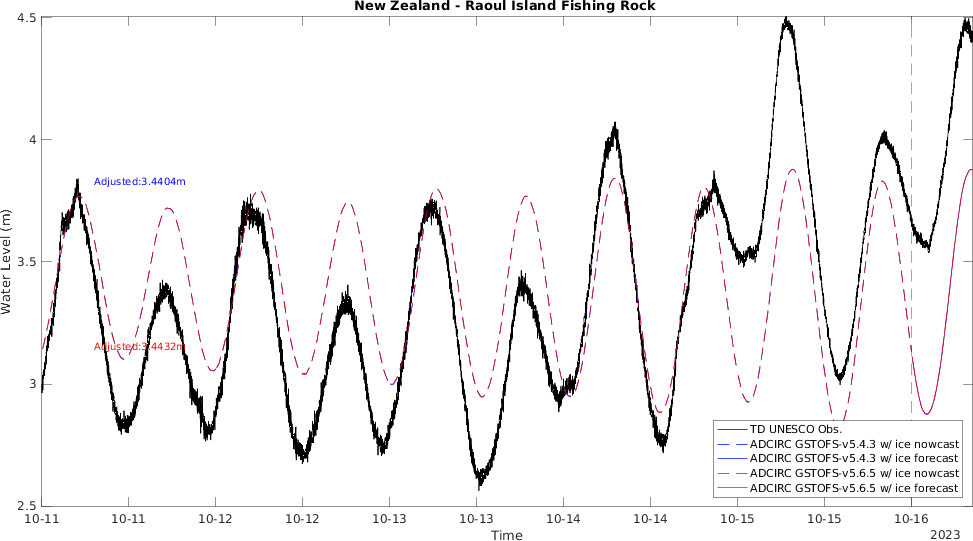 New Zealand - Raoul Island Fishing Rock
4.5
4
3.5
3
2.5
Water Level (m)
Adjusted:3.4404m
Adjusted:3.4432m
TD UNESCO Obs.
ADCIRC GSTOFS-v5.4.3 w/ ice nowcast
ADCIRC GSTOFS-v5.4.3 w/ ice forecast
ADCIRC GSTOFS-v5.6.5 w/ ice nowcast
ADCIRC GSTOFS-v5.6.5 w/ ice forecast
10-11 10-11 10-12 10-12 10-13 10-13 10-14 10-14 10-15 10-15 10-16
Time
2023